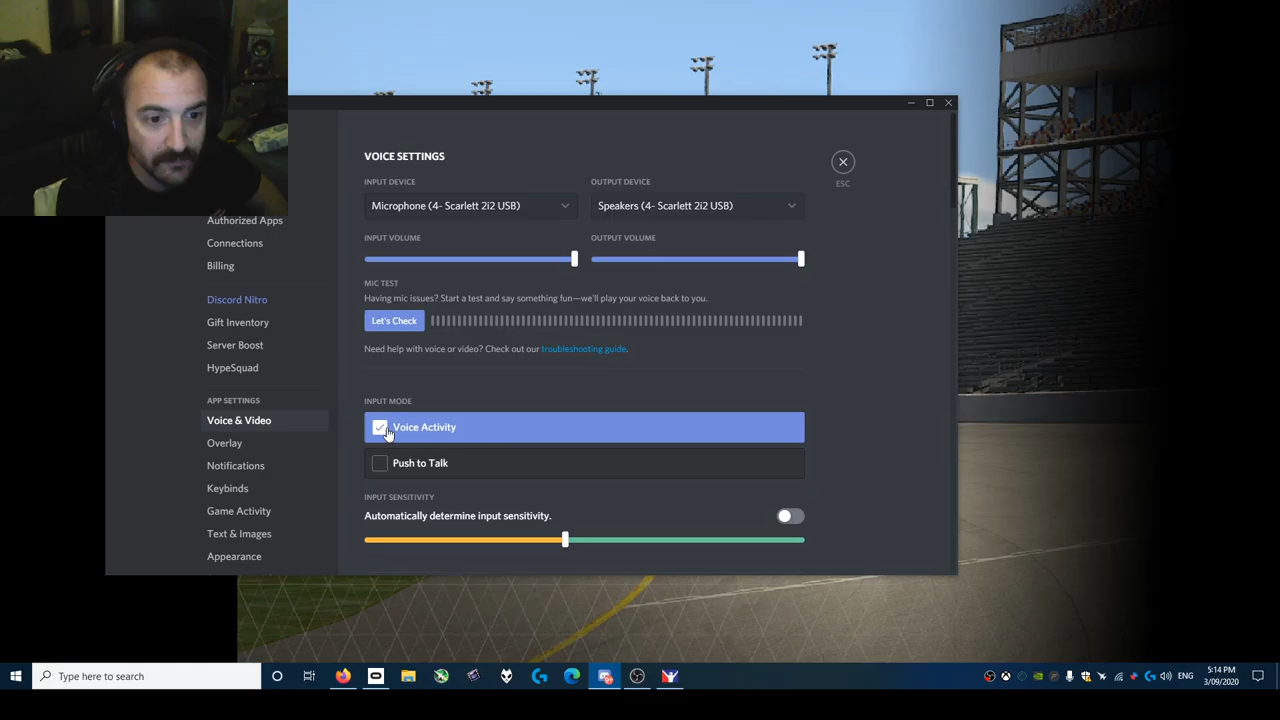 VOICE SETTINGS
ESC
INPUT DEVICE
OUTPUT DEVICE
Microphone (4- Scarlett 2i2 USB)
Speakers (4- Scarlett 2i2 USB)
INPUT VOLUME
OUTPUT VOLUME
MIC TEST
Having mic issues? Start a test and say something fun—we'll play your voice back to you.
Let's Check
Need help with voice or video? Check out our troubleshooting guide.
INPUT MODE
Voice Activity
Push to Talk
INPUT SENSITIVITY
Automatically determine input sensitivity.
Authorized Apps
Connections
Billing
Discord Nitro
Gift Inventory
Server Boost
HypeSquad
APP SETTINGS
Voice & Video
Overlay
Notifications
Keybinds
Game Activity
Text & Images
Appearance
Type here to search
ENG
5:14 PM
3/09/2020